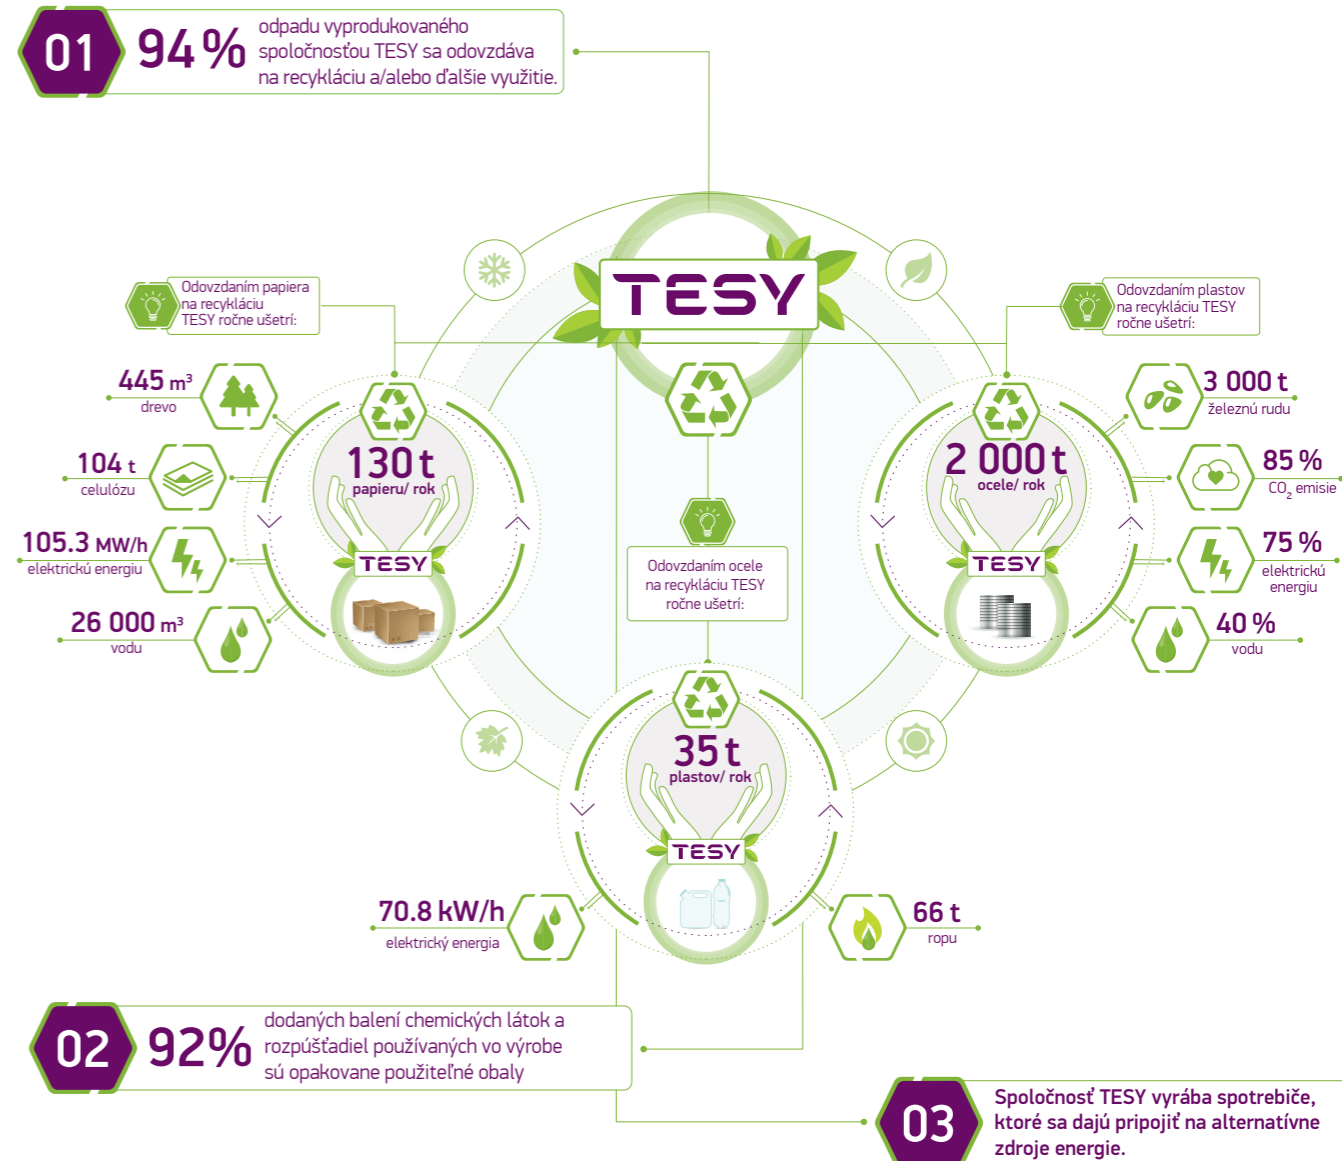 01
94 %
odpadu vyprodukovaného
spoločnosťou TESY sa odovzdáva
na recykláciu a/alebo ďalšie využitie.
TESY
Odovzdaním papiera
na recykláciu
TESY ročne ušetrí:
Odovzdaním plastov
na recykláciu TESY
ročne ušetrí:
445 m³
drevo
104 t
celulózu
105.3 MW/h
elektrickú energiu
26 000 m³
vodu
130 t
papieru/ rok
TESY
Odovzdaním ocele
na recykláciu TESY
ročne ušetrí:
2 000 t
ocele/ rok
TESY
3 000 t
železnú rudu
85 %
CO₂ emisie
75 %
elektrickú
energiu
40 %
vodu
35 t
plastov/ rok
TESY
70.8 kW/h
elektrický energia
66 t
ropu
02
92%
dodaných balení chemických látok a
rozpúšťadiel používaných vo výrobe
sú opakovane použiteľné obaly
03
Spoločnosť TESY vyrába spotrebiče,
ktoré sa dajú pripojiť na alternatívne
zdroje energie.